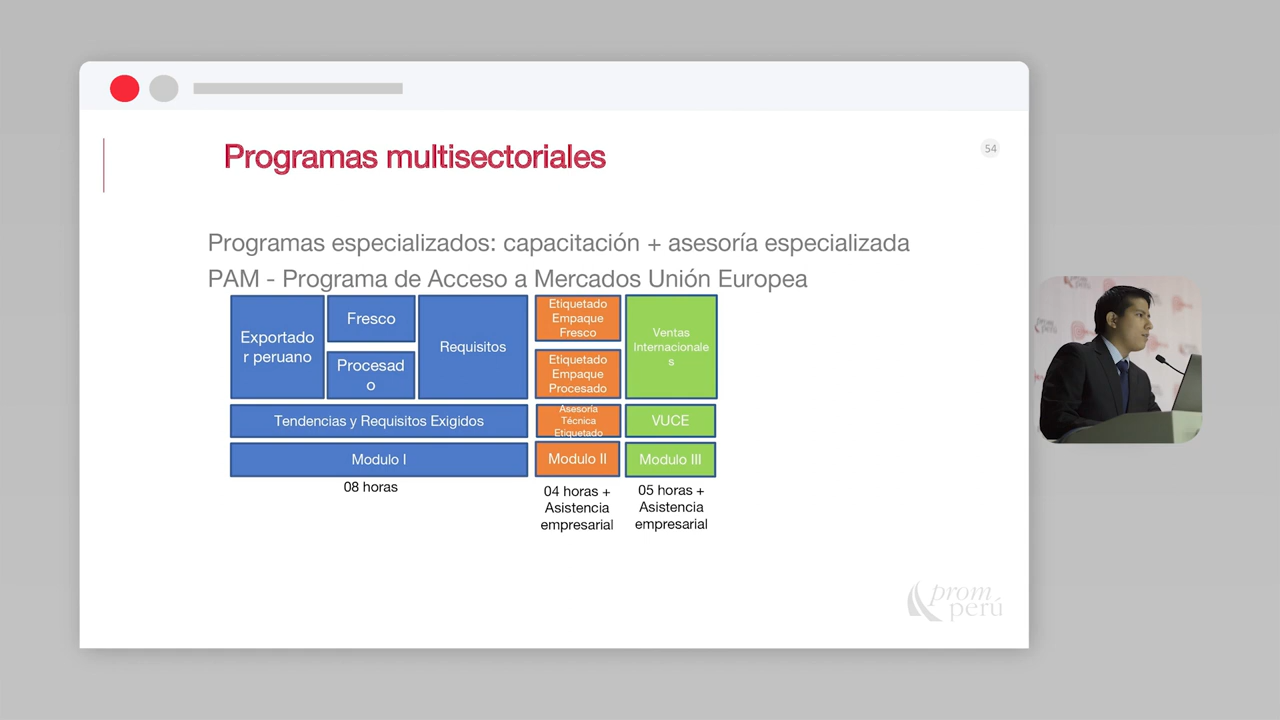 Programas multisectoriales
54
Programas especializados: capacitación + asesoría especializada
PAM - Programa de Acceso a Mercados Unión Europea
Exportado
r peruano
Fresco
Procesad
o
Requisitos
Etiquetado
Empaque
Fresco
Etiquetado
Empaque
Procesado
Ventas
Internacionale
s
Tendencias y Requisitos Exigidos
Asesoría
Técnica
Etiquetado
VUCE
Modulo I
Modulo II
Modulo III
08 horas
04 horas +
Asistencia
empresarial
05 horas +
Asistencia
empresarial
prom
perú